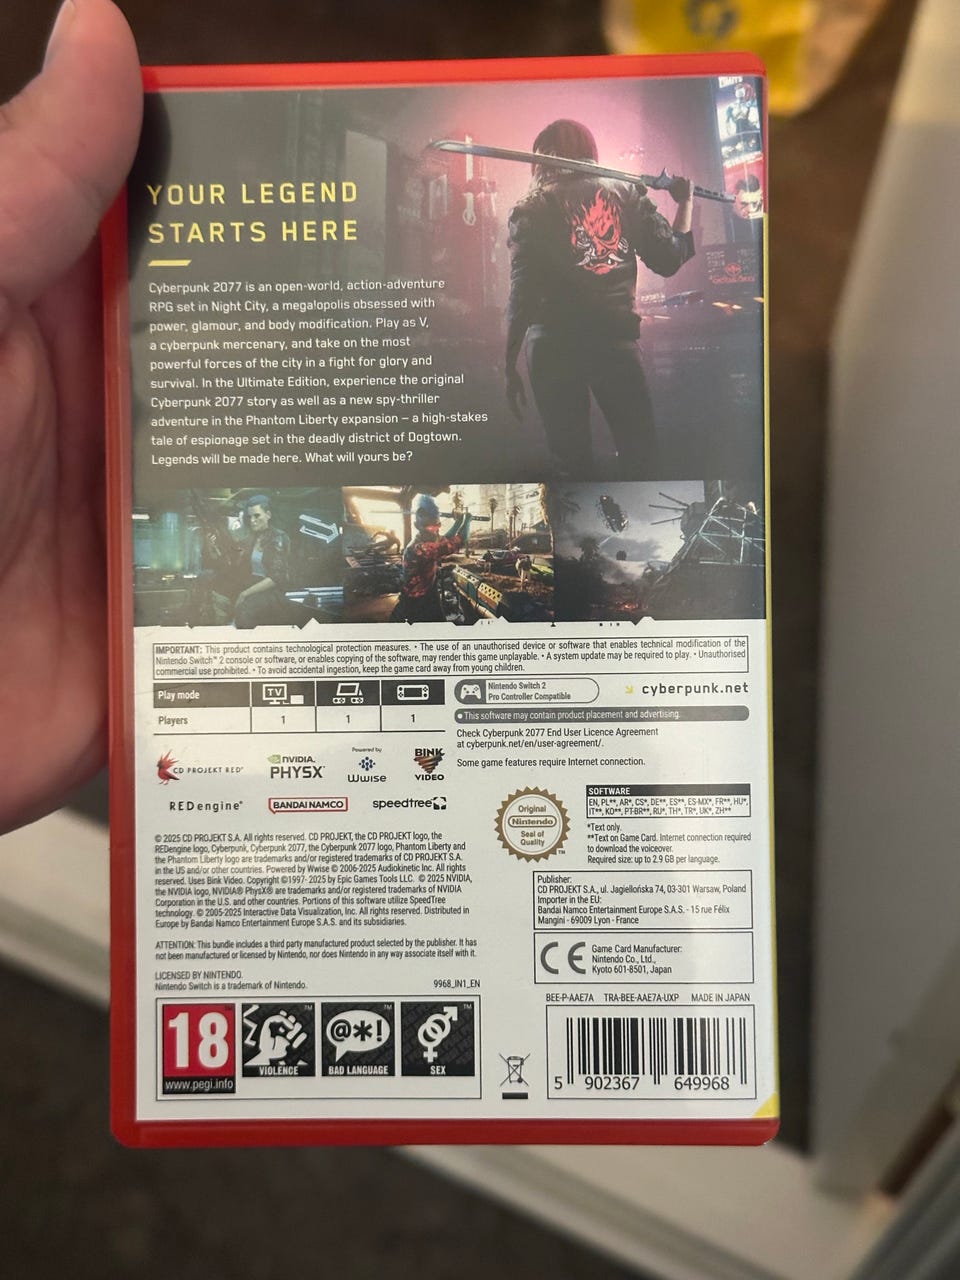 YOUR LEGEND
STARTS HERE
Cyberpunk 2077 is an open-world, action-adventure
RPG set in Night City, a megalopolis obsessed with
power, glamour, and body modification. Play as V,
a cyberpunk mercenary, and take on the most
powerful forces of the city in a fight for glory and
survival. In the Ultimate Edition, experience the original
Cyberpunk 2077 story as well as a new spy-thriller
adventure in the Phantom Liberty expansion – a high-stakes
tale of espionage set in the deadly district of Dogtown.
Legends will be made here. What will yours be?
IMPORTANT: This product contains technological protection measures. • The use of an unauthorised device or software that enables technical modification of the
Nintendo Switch™ 2 console or software, or enables copying of the software, may render this game unplayable. • A system update may be required to play. • Unauthorised
commercial use prohibited. • To avoid accidental ingestion, keep the game card away from young children.
Play mode
TV
Players
1 1 1
Nintendo Switch 2
Pro Controller Compatible
cyberpunk.net
• This software may contain product placement and advertising.
Check Cyberpunk 2077 End User Licence Agreement
at cyberpunk.net/en/user-agreement/.
Some game features require Internet connection.
CD PROJEKT RED®
NVIDIA.
PHYSX®
Powered by
Wwise
BINK
VIDEO
REDengine®
BANDAI NAMCO
speedtree
Original
Nintendo
Seal of
Quality
™
SOFTWARE
EN, PL**, AR*, CS*, DE**, ES**, ES-MX*, FR**, HU*,
IT**, KO**, PT-BR**, RU*, TH*, TR*, UK*, ZH**
*Text only.
**Text on Game Card. Internet connection required
to download the voiceover.
Required size: up to 2.9 GB per language.
© 2025 CD PROJEKT S.A. All rights reserved. CD PROJEKT, the CD PROJEKT logo, the
REDengine logo, Cyberpunk, Cyberpunk 2077, the Cyberpunk 2077 logo, Phantom Liberty and
the Phantom Liberty logo are trademarks and/or registered trademarks of CD PROJEKT S.A.
in the US and/or other countries. Powered by Wwise © 2006-2025 Audiokinetic Inc. All rights
reserved. Uses Bink Video. Copyright ©1997- 2025 by Epic Games Tools LLC. © 2025 NVIDIA,
the NVIDIA logo, NVIDIA® PhysX® are trademarks and/or registered trademarks of NVIDIA
Corporation in the U.S. and other countries. Portions of this software utilize SpeedTree
technology. © 2005-2025 Interactive Data Visualization, Inc. All rights reserved. Distributed in
Europe by Bandai Namco Entertainment Europe S.A.S. and its subsidiaries.
Publisher:
CD PROJEKT S.A., ul. Jagiellońska 74, 03-301 Warsaw, Poland
Importer in the EU:
Bandai Namco Entertainment Europe S.A.S. - 15 rue Félix
Mangini - 69009 Lyon - France
ATTENTION: This bundle includes a third party manufactured product selected by the publisher. It has
not been manufactured or licensed by Nintendo, nor does Nintendo in any way associate itself with it.
CE
Game Card Manufacturer:
Nintendo Co., Ltd.,
Kyoto 601-8501, Japan
LICENSED BY NINTENDO.
Nintendo Switch is a trademark of Nintendo.
9968_IN1_EN
BEE-P-AAE7A TRA-BEE-AAE7A-UXP MADE IN JAPAN
18
www.pegi.info
VIOLENCE
@*!
BAD LANGUAGE
SEX
5 902367 649968